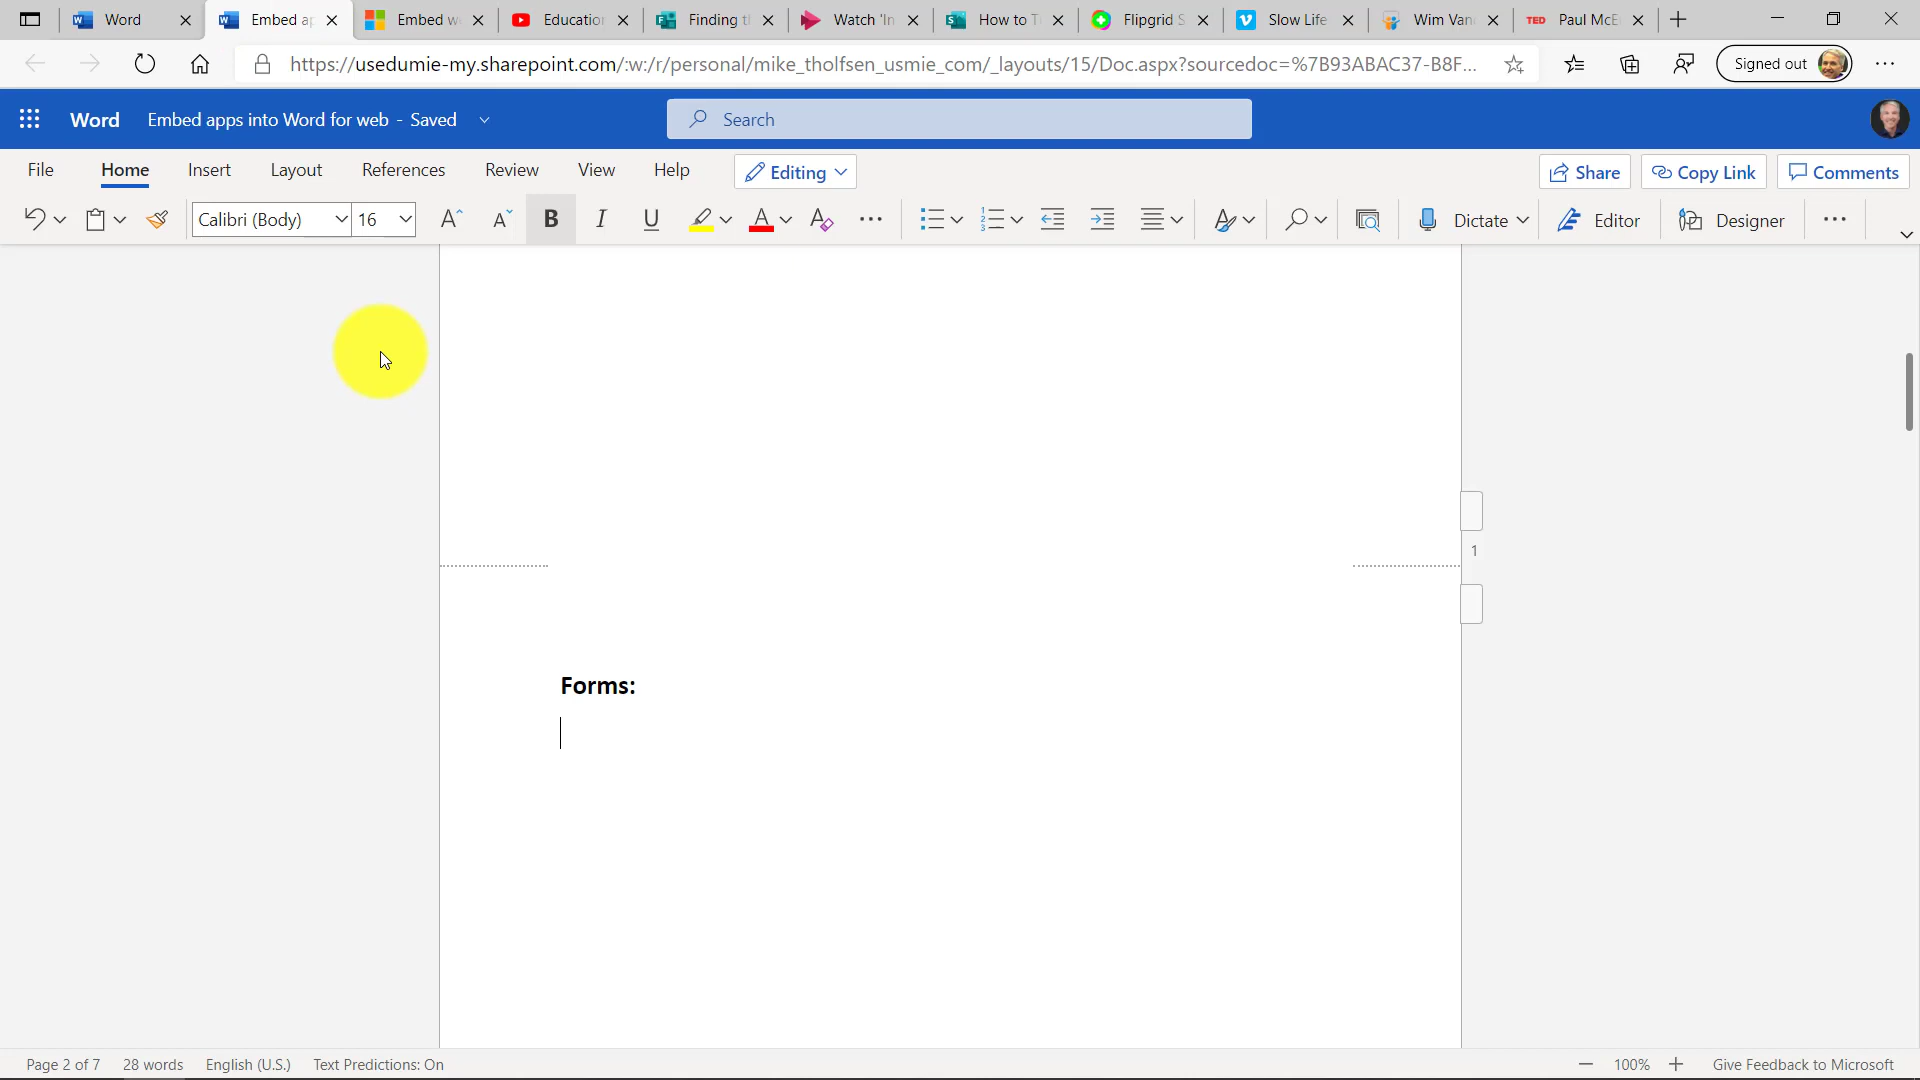 Word
Embed ap
Embed w
Education
Finding t
Watch 'In
How to T
Flipgrid S
Slow Life
Wim Van
TED Paul McE
https://usedumie-my.sharepoint.com/:w:/r/personal/mike_tholfsen_usmie_com/_layouts/15/Doc.aspx?sourcedoc=%7B93ABAC37-B8F...
Signed out
Word Embed apps into Word for web - Saved
Search
File Home Insert Layout References Review View Help Editing Share Copy Link Comments
Calibri (Body) 16 Dictate Editor Designer
1
Forms:
Page 2 of 7 28 words English (U.S.) Text Predictions: On 100% Give Feedback to Microsoft